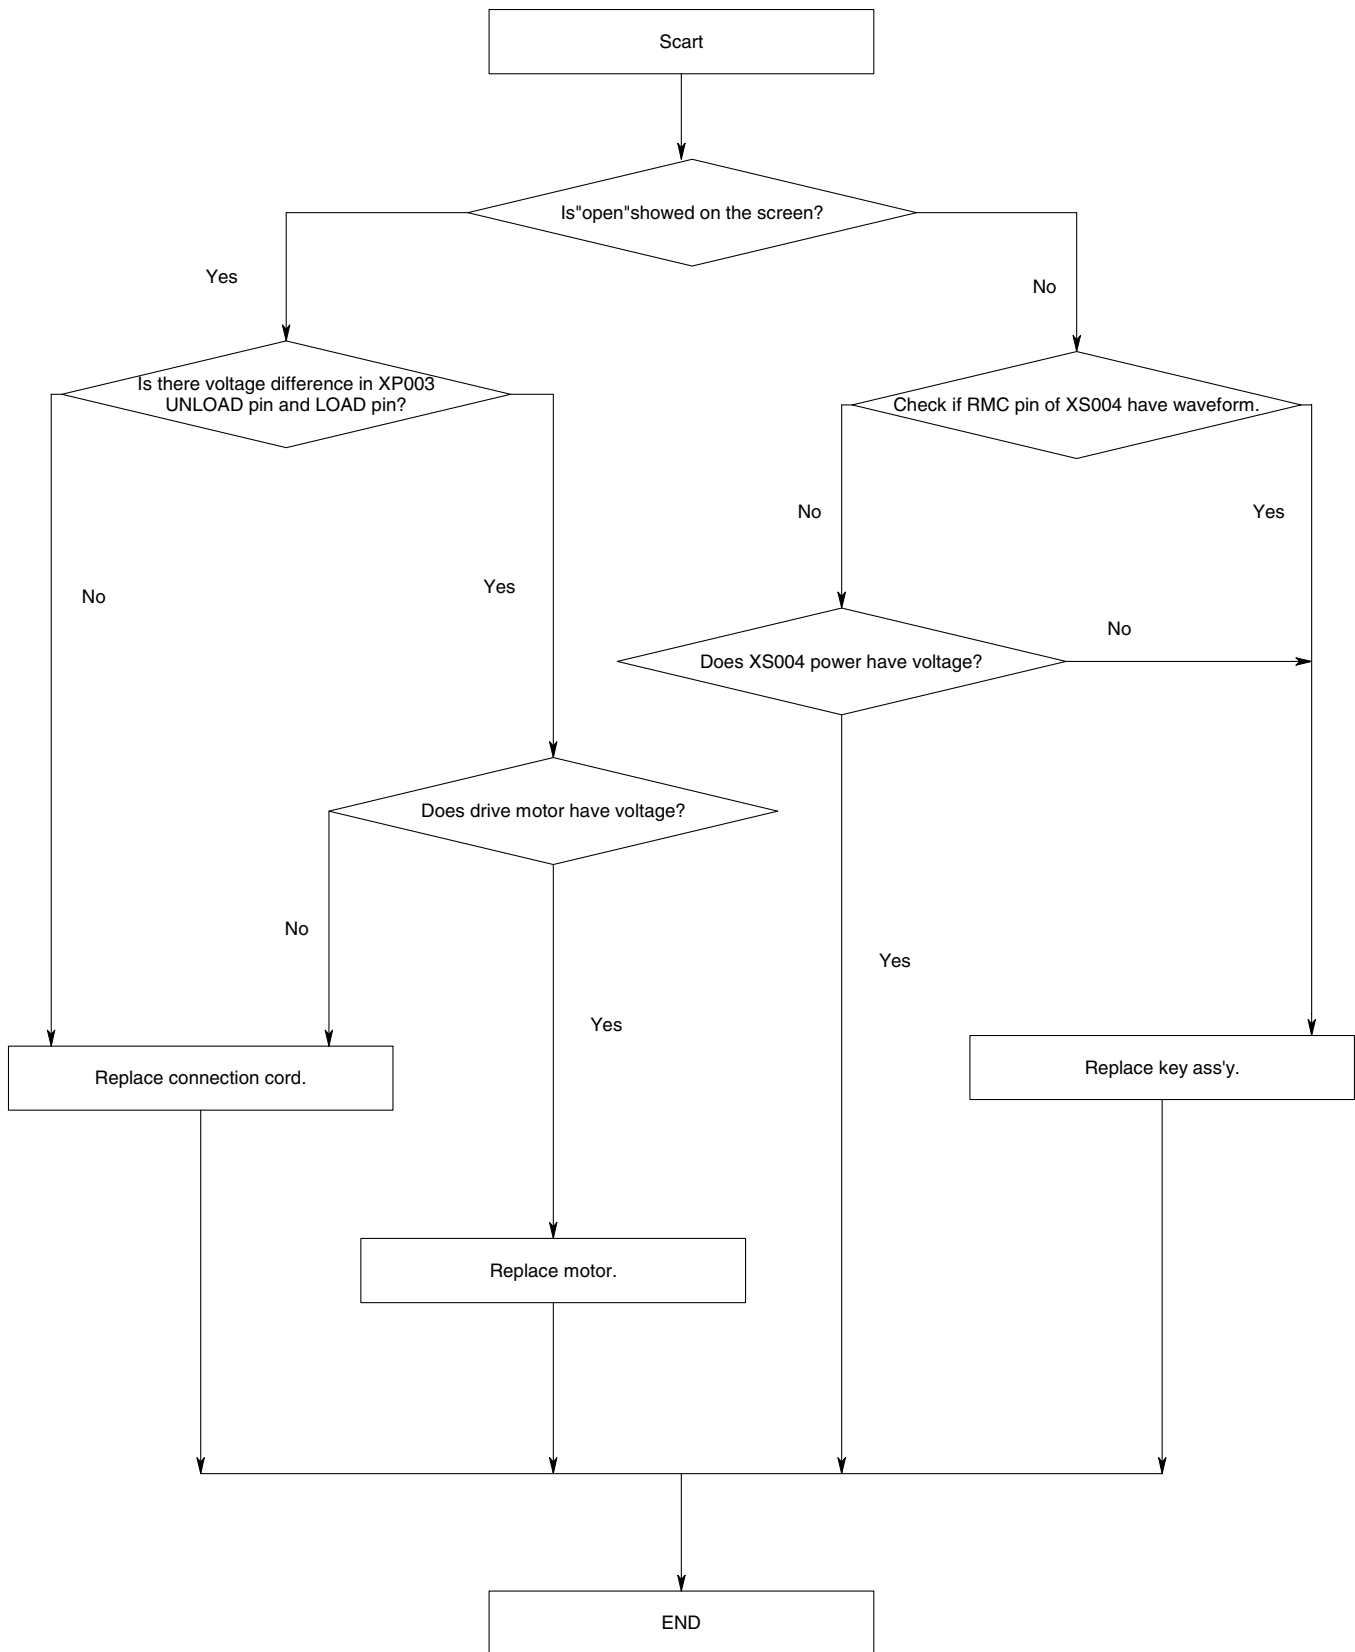 Scart
Is"open"showed on the screen?
Yes
No
Is there voltage difference in XP003
UNLOAD pin and LOAD pin?
Check if RMC pin of XS004 have waveform.
No
Yes
No
Yes
No
Does XS004 power have voltage?
Does drive motor have voltage?
No
Yes
Yes
Replace connection cord.
Replace key ass'y.
Replace motor.
END